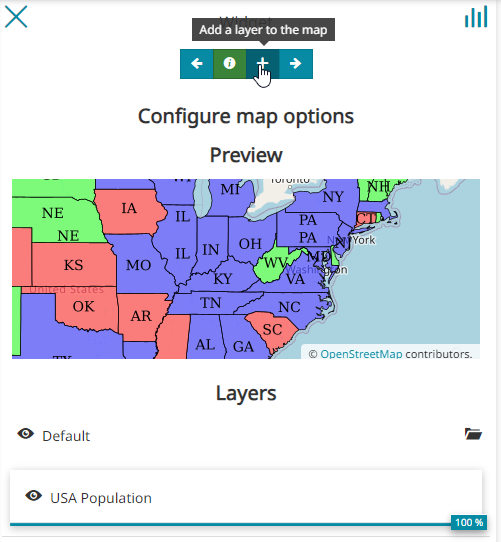 Add a layer to the map
Configure map options
Preview
MI
Toronto
NH
NY
NE
IA
IL
PA
CT
NE
OH
PA
York
IN
IL
MD
KS
MO
WV
Washington
KY
VA
United States
OK
TN
NC
AR
SC
AL
GA
© OpenStreetMap contributors.
Layers
Default
USA Population
100 %